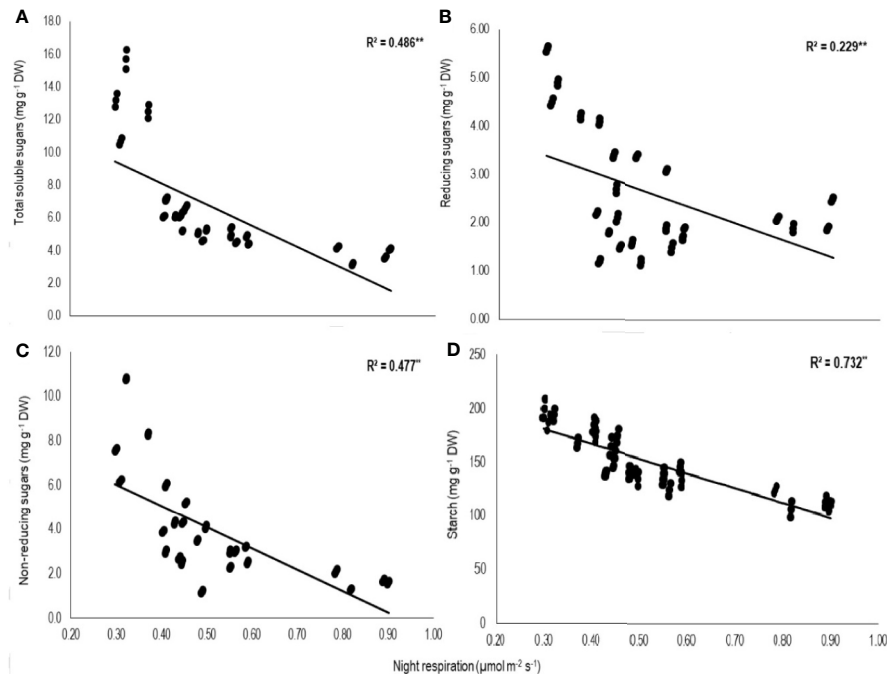 A
R² = 0.486**
Total soluble sugars (mg g⁻¹ DW)
18.0
16.0
14.0
12.0
10.0
8.0
6.0
4.0
2.0
0.0
B
R² = 0.229**
Reducing sugars (mg g⁻¹ DW)
6.00
5.00
4.00
3.00
2.00
1.00
0.00
C
R² = 0.477**
Non-reducing sugars (mg g⁻¹ DW)
12.0
10.0
8.0
6.0
4.0
2.0
0.0
0.20 0.30 0.40 0.50 0.60 0.70 0.80 0.90 1.00
D
R² = 0.732**
Starch (mg g⁻¹ DW)
250
200
150
100
50
0
0.20 0.30 0.40 0.50 0.60 0.70 0.80 0.90 1.00
Night respiration (µmol m⁻² s⁻¹)